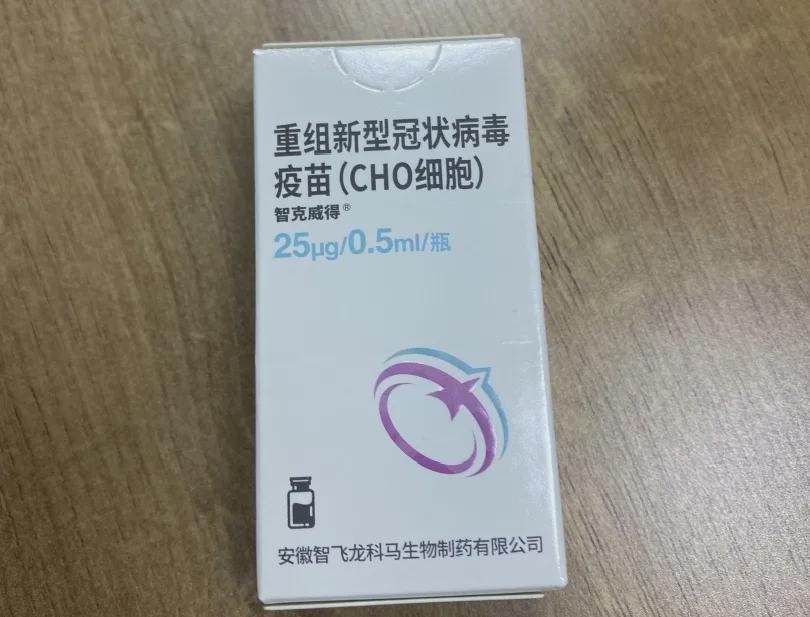 重组新型冠状病毒
疫苗(CHO细胞)
智克威得®
25μg/0.5ml/瓶
安徽智飞龙科马生物制药有限公司